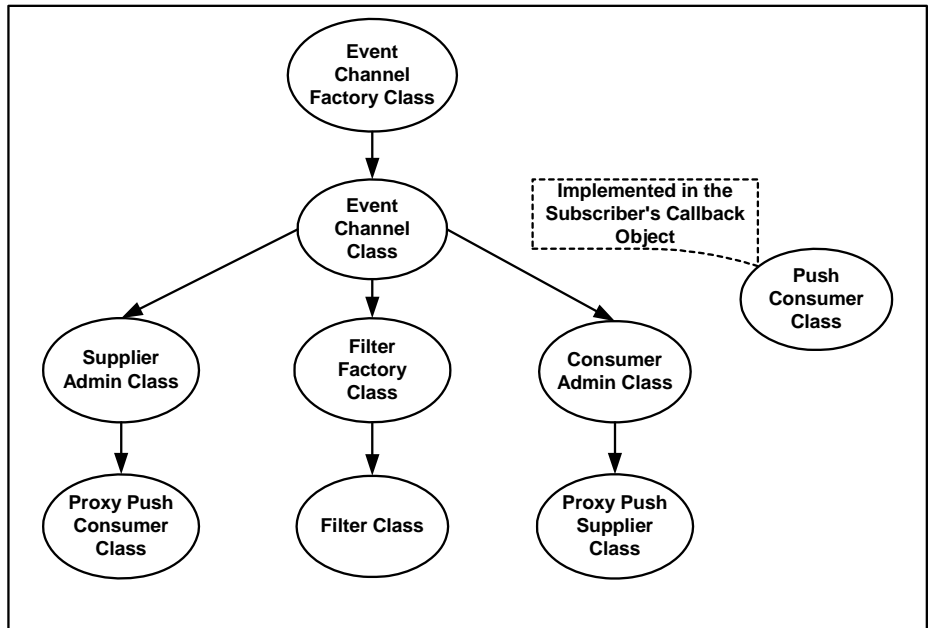 Event
Channel
Factory Class
Event
Channel
Class
Implemented in the
Subscriber's Callback
Object
Push
Consumer
Class
Supplier
Admin Class
Filter
Factory
Class
Consumer
Admin Class
Proxy Push
Consumer
Class
Filter Class
Proxy Push
Supplier
Class